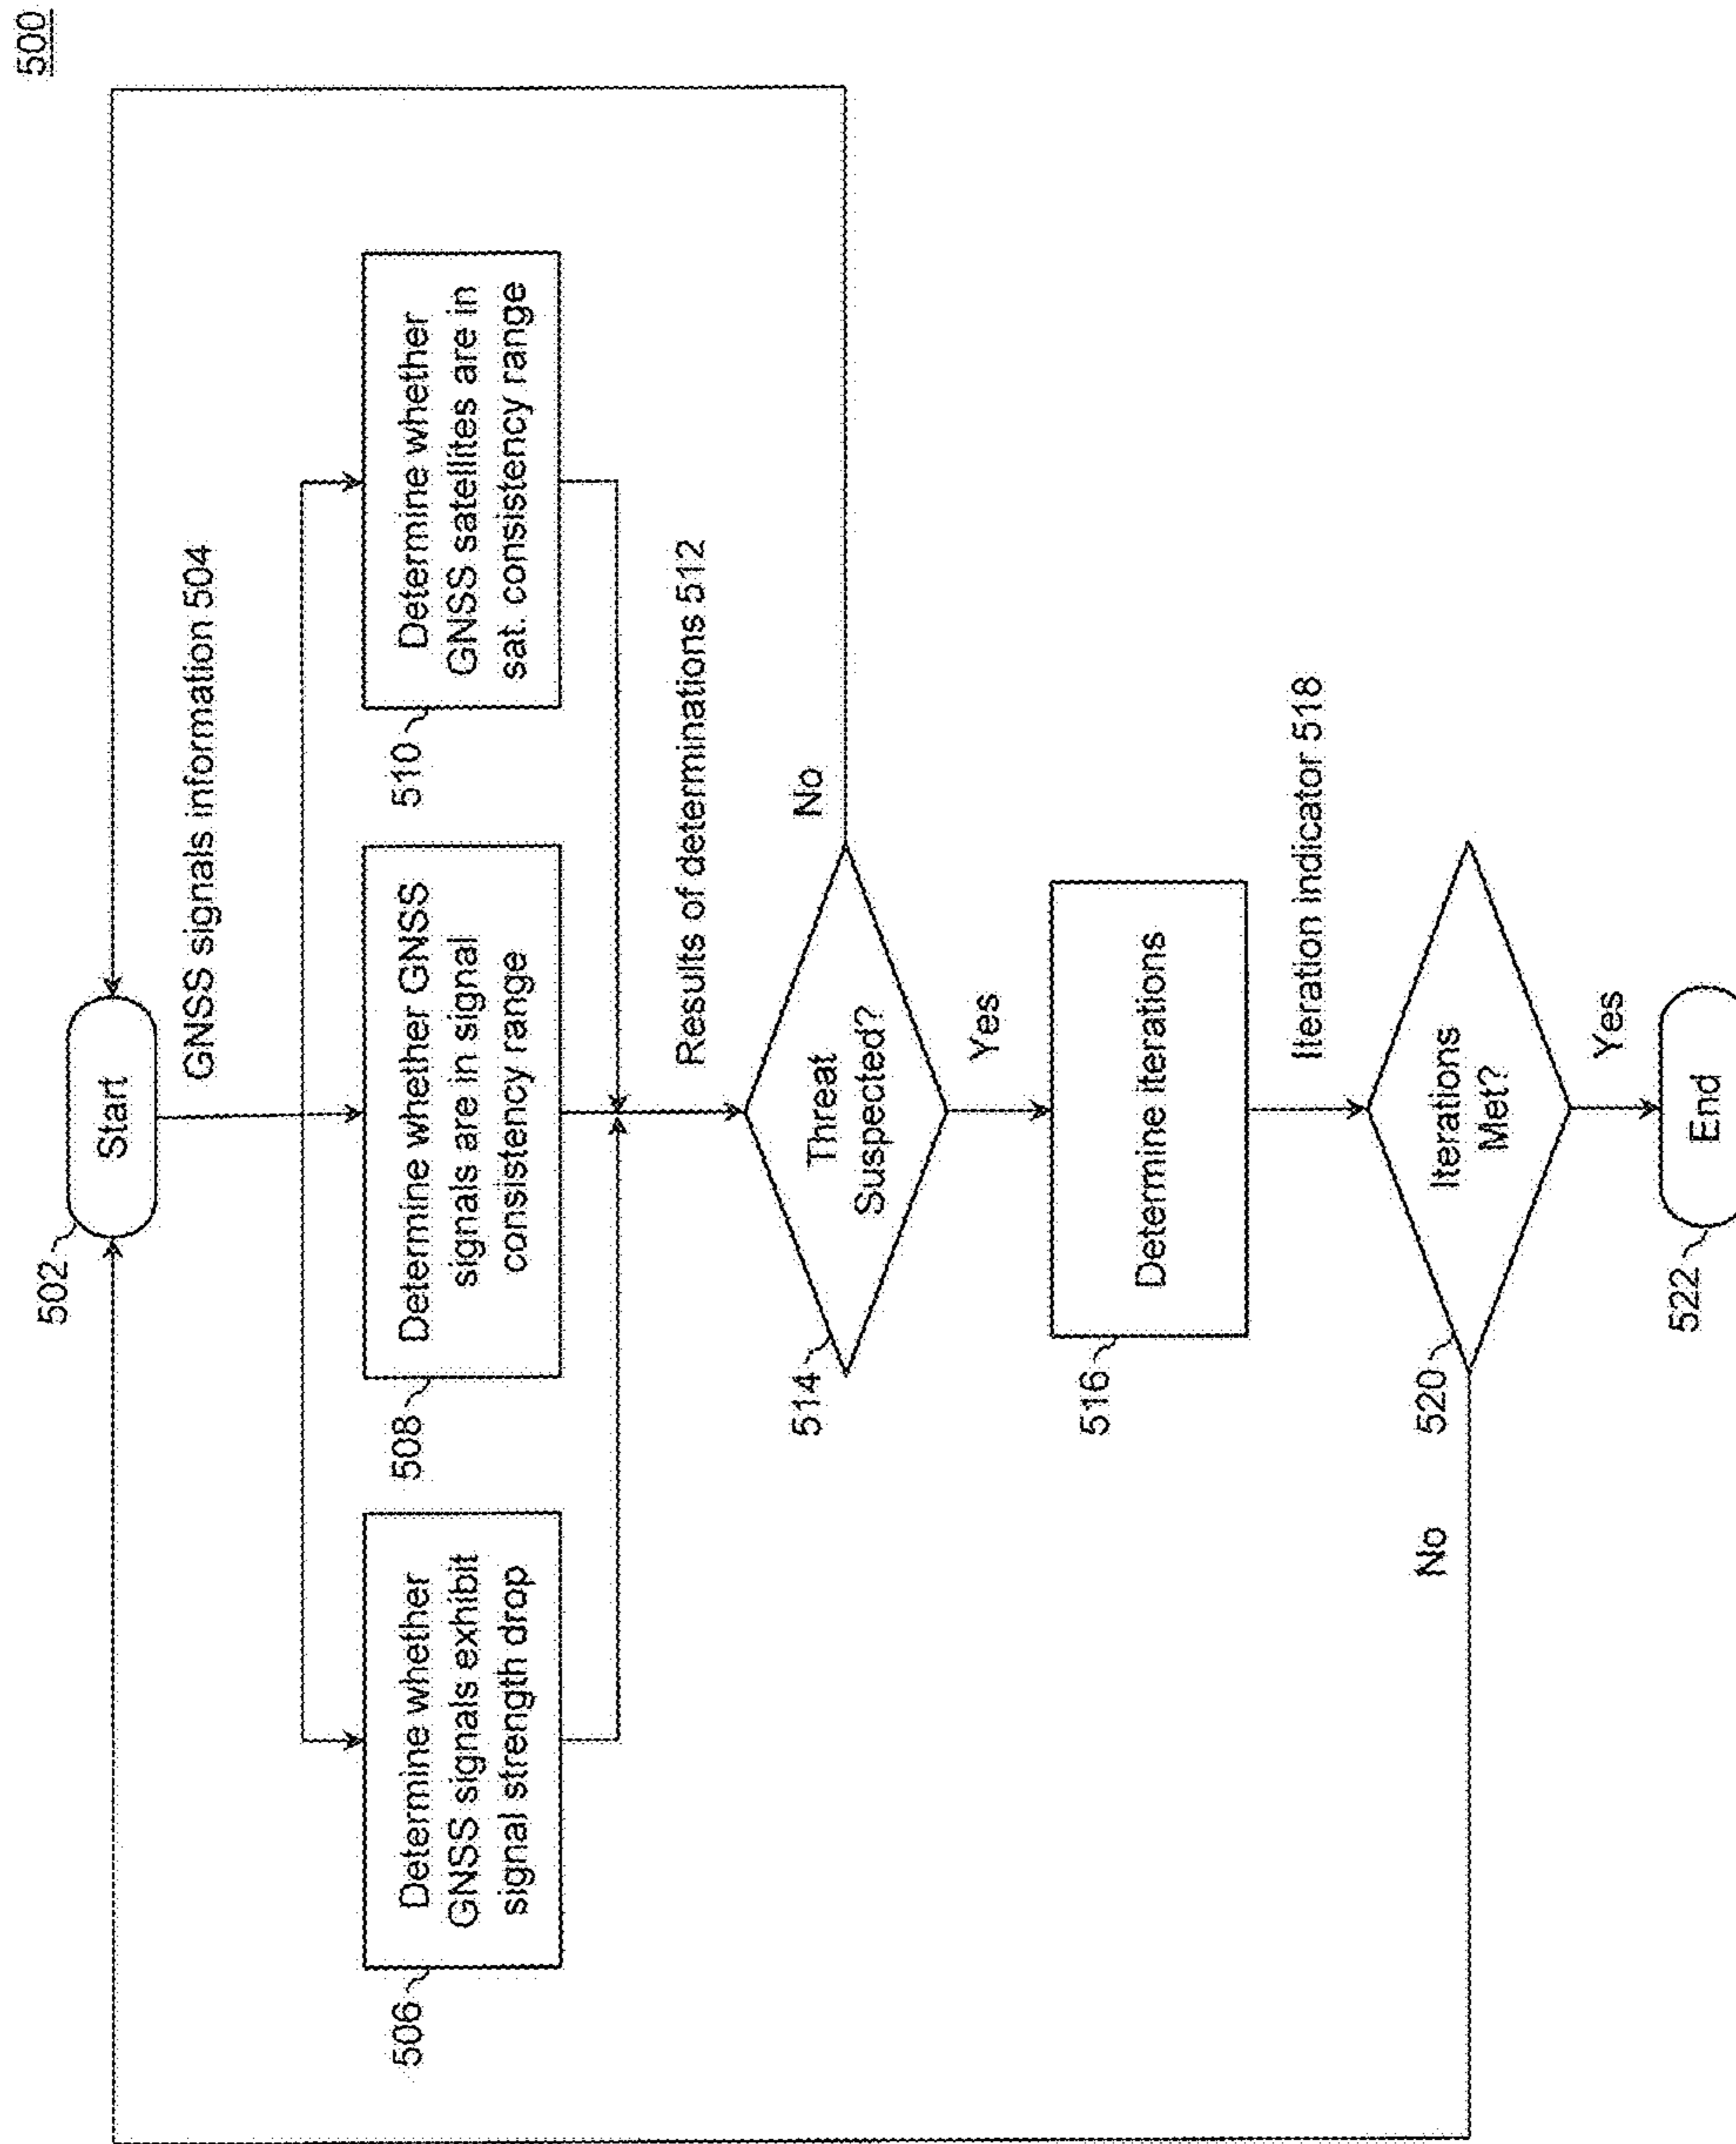 500
Start
502
GNSS signals information 504
Determine whether
GNSS signals exhibit
signal strength drop
506
Determine whether GNSS
signals are in signal
consistency range
508
Determine whether
GNSS satellites are in
sat. consistency range
510
Results of determinations 512
Threat
Suspected?
514
No
Yes
Determine iterations
516
Iteration indicator 518
Iterations
Met?
520
No
Yes
End
522